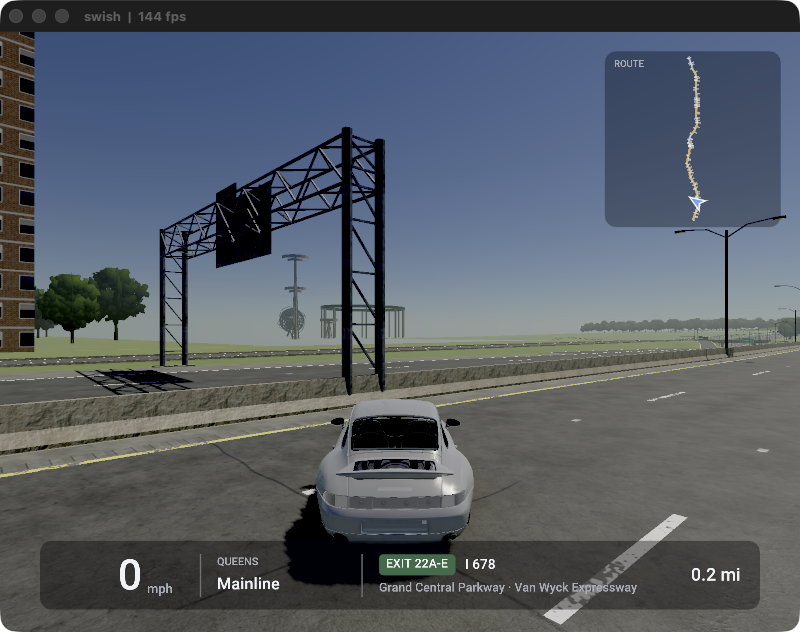 swish | 144 fps
ROUTE
0 mph
QUEENS
Mainline
EXIT 22A-E I 678
Grand Central Parkway · Van Wyck Expressway
0.2 mi